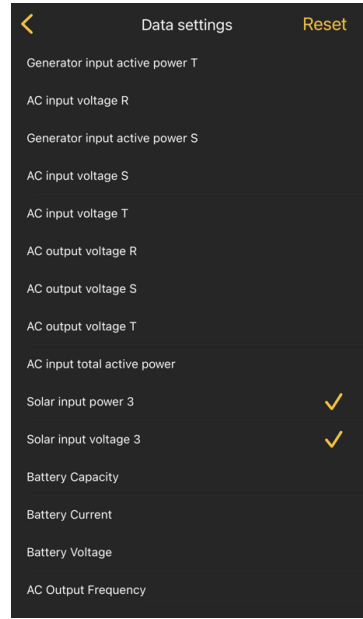 Data settings Reset
Generator input active power T
AC input voltage R
Generator input active power S
AC input voltage S
AC input voltage T
AC output voltage R
AC output voltage S
AC output voltage T
AC input total active power
Solar input power 3
Solar input voltage 3
Battery Capacity
Battery Current
Battery Voltage
AC Output Frequency